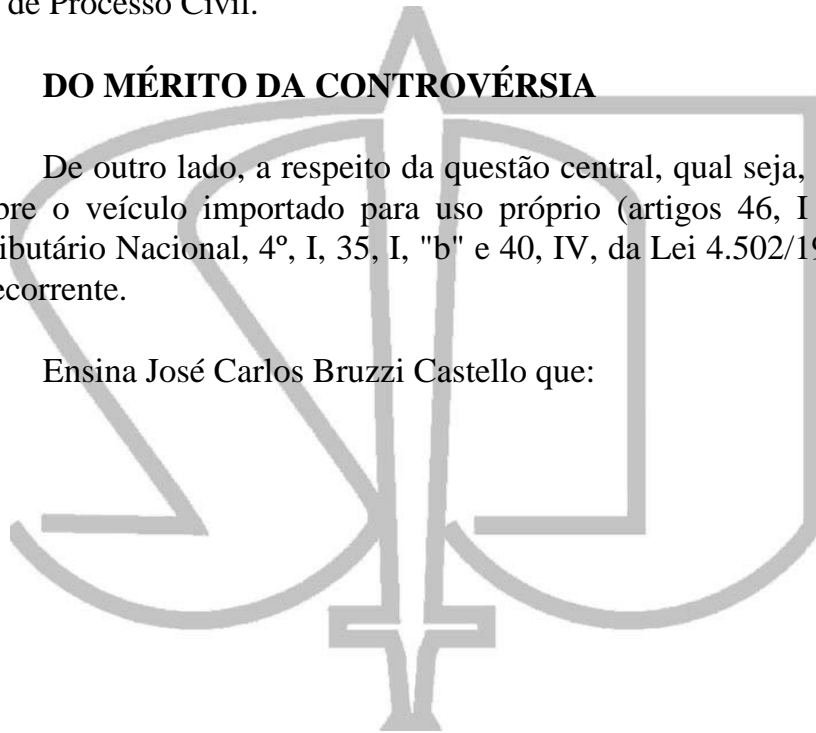 de Processo Civil.
DO MÉRITO DA CONTROVÉRSIA
De outro lado, a respeito da questão central, qual seja,
bre o veículo importado para uso próprio (artigos 46, I
ibutário Nacional, 4º, I, 35, I, "b" e 40, IV, da Lei 4.502/19
ecorrente.
Ensina José Carlos Bruzzi Castello que: